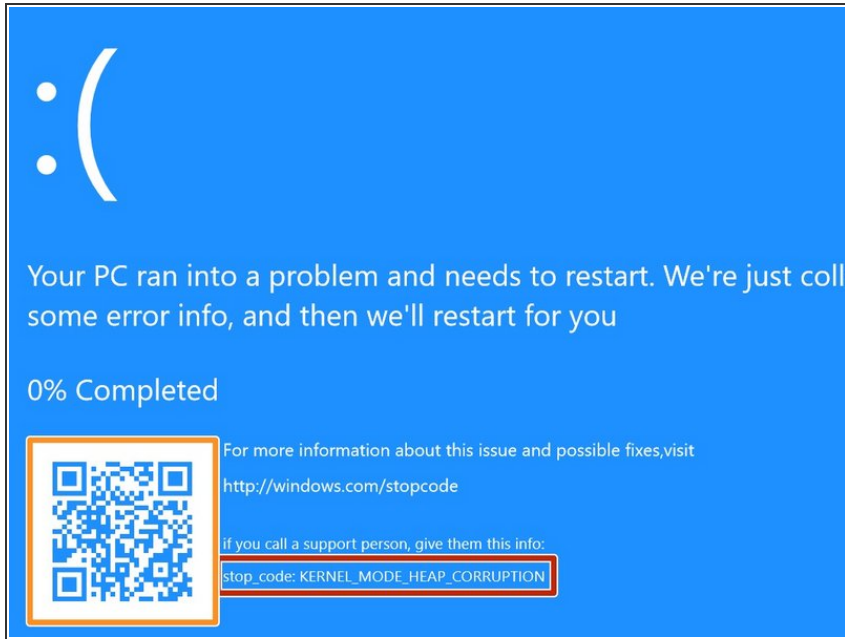 :(
Your PC ran into a problem and needs to restart. We're just coll
some error info, and then we'll restart for you
0% Completed
For more information about this issue and possible fixes,visit
http://windows.com/stopcode
if you call a support person, give them this info:
stop_code: KERNEL_MODE_HEAP_CORRUPTION